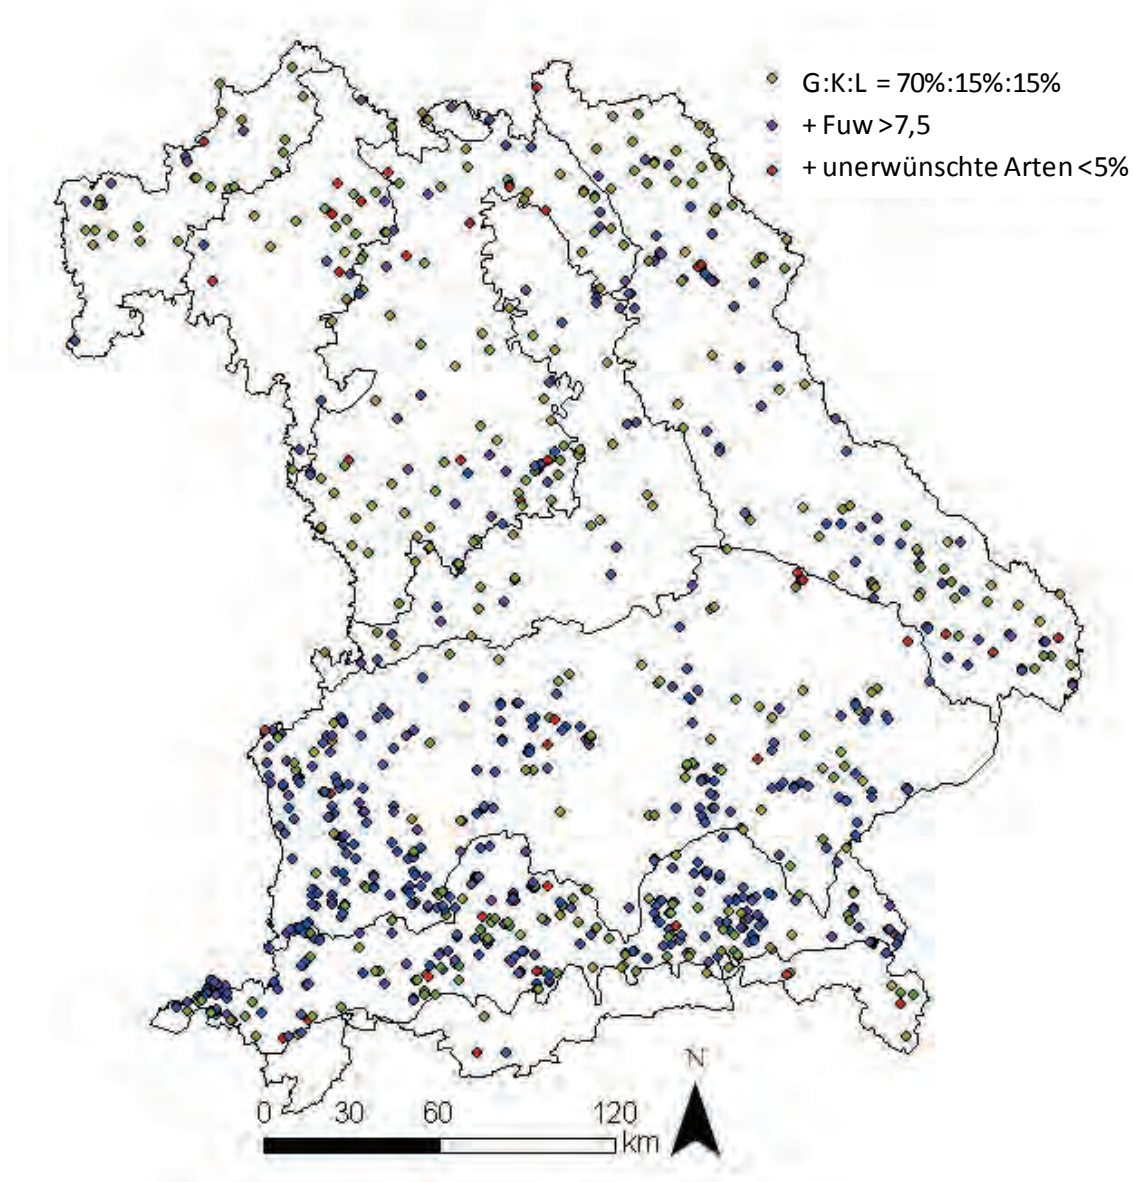 G:K:L = 70%:15%:15%
+ Fuw >7,5
+ unerwünschte Arten <5%
N
0 30 60 120
km